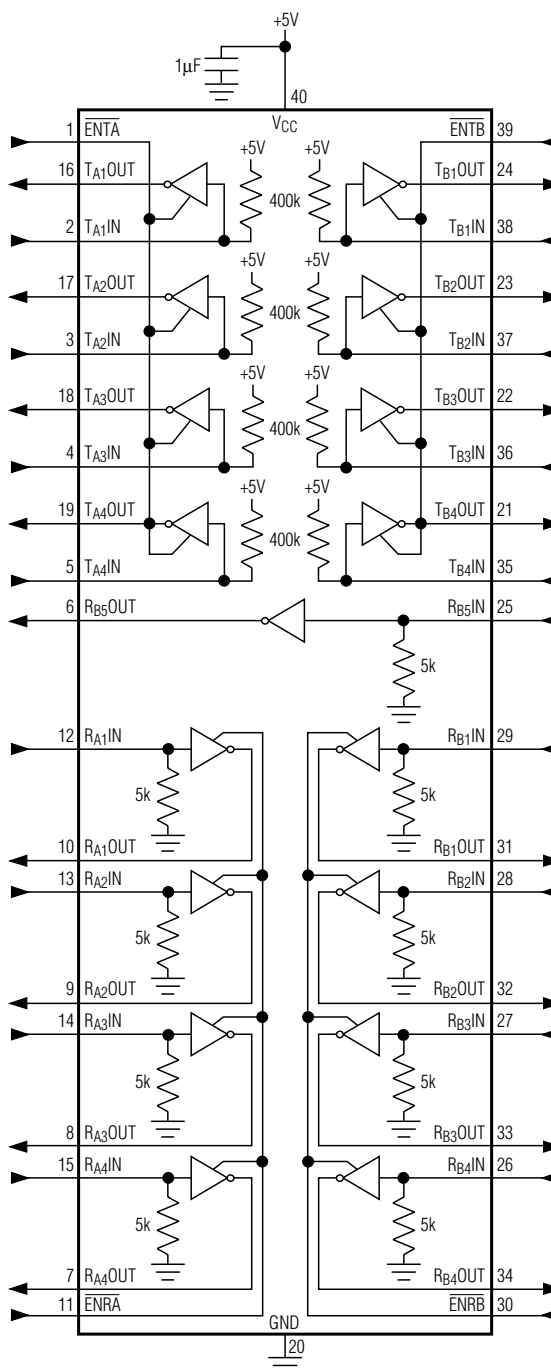 +5V
1μF
40
VCC
1 ENTA ENTB 39
16 TA1OUT +5V +5V TB1OUT 24
400k
2 TA1IN TB1IN 38
17 TA2OUT +5V +5V TB2OUT 23
400k
3 TA2IN TB2IN 37
18 TA3OUT +5V +5V TB3OUT 22
400k
4 TA3IN TB3IN 36
19 TA4OUT +5V +5V TB4OUT 21
400k
5 TA4IN TB4IN 35
6 RB5OUT RB5IN 25
5k
12 RA1IN RB1IN 29
5k 5k
10 RA1OUT RB1OUT 31
13 RA2IN RB2IN 28
5k 5k
9 RA2OUT RB2OUT 32
14 RA3IN RB3IN 27
5k 5k
8 RA3OUT RB3OUT 33
15 RA4IN RB4IN 26
5k 5k
7 RA4OUT RB4OUT 34
11 ENRA ENRB 30
GND
20